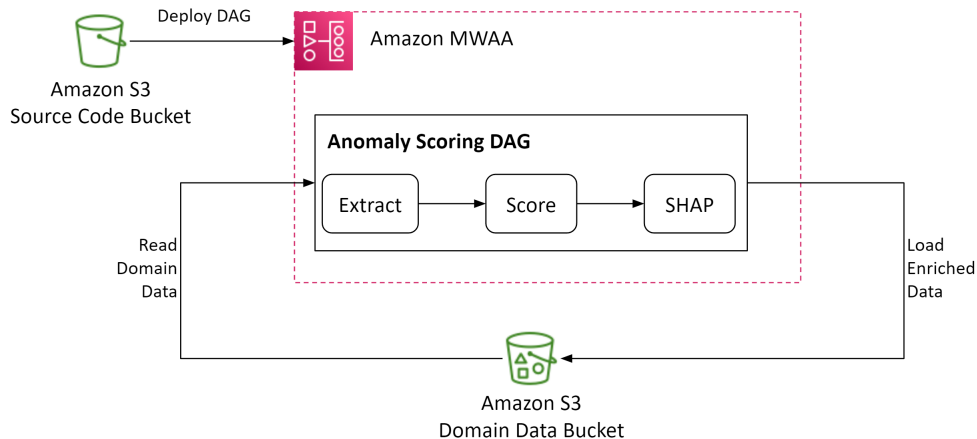 Deploy DAG
Amazon MWAA
Amazon S3
Source Code Bucket
Anomaly Scoring DAG
Extract
Score
SHAP
Read
Domain
Data
Load
Enriched
Data
Amazon S3
Domain Data Bucket